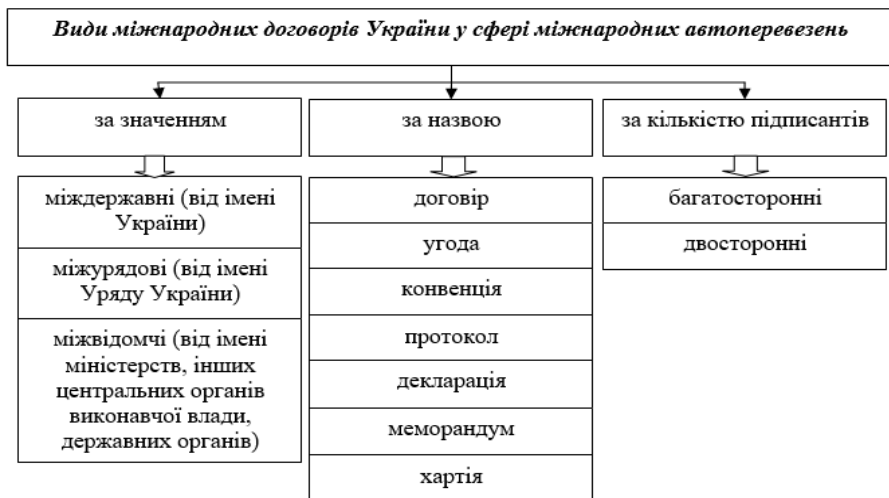 Види міжнародних договорів України у сфері міжнародних автоперевезень
за значенням
за назвою
за кількістю підписантів
міждержавні (від імені
України)
міжурядові (від імені
Уряду України)
міжвідомчі (від імені
міністерств, інших
центральних органів
виконавчої влади,
державних органів)
договір
угода
конвенція
протокол
декларація
меморандум
хартія
багатосторонні
двосторонні